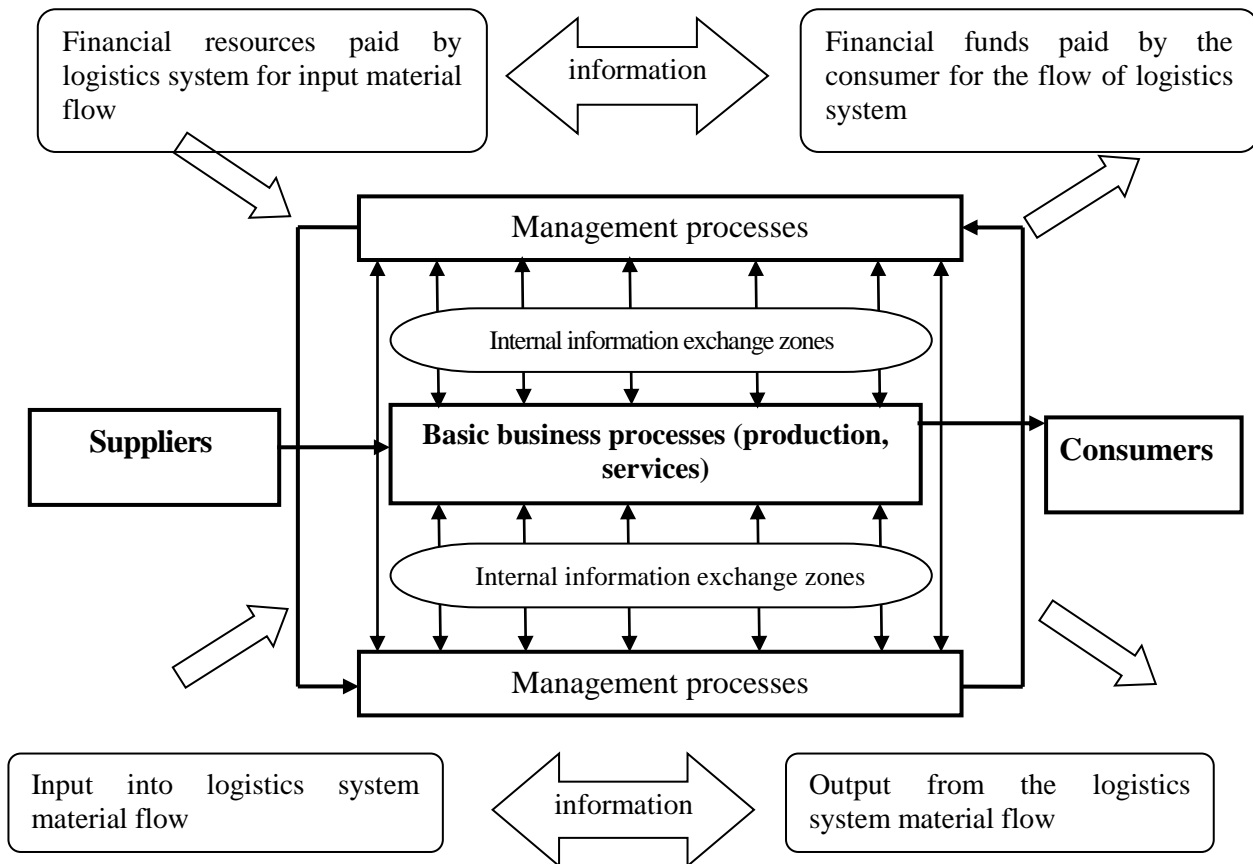 Financial resources paid by
logistics system for input material
flow
information
Financial funds paid by the
consumer for the flow of logistics
system
Management processes
Internal information exchange zones
Suppliers
Basic business processes (production,
services)
Consumers
Internal information exchange zones
Management processes
Input into logistics system
material flow
information
Output from the logistics
system material flow